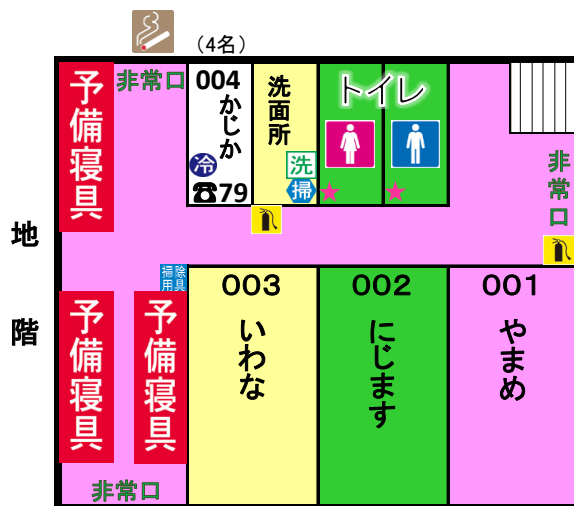 (4名)
予備寝具
非常口
004
かじか
冷
☎79
洗面所
洗
掃
トイレ
★
★
非常口
地階
掃除
用具
予備寝具
予備寝具
非常口
003
いわな
002
にじます
001
やまめ